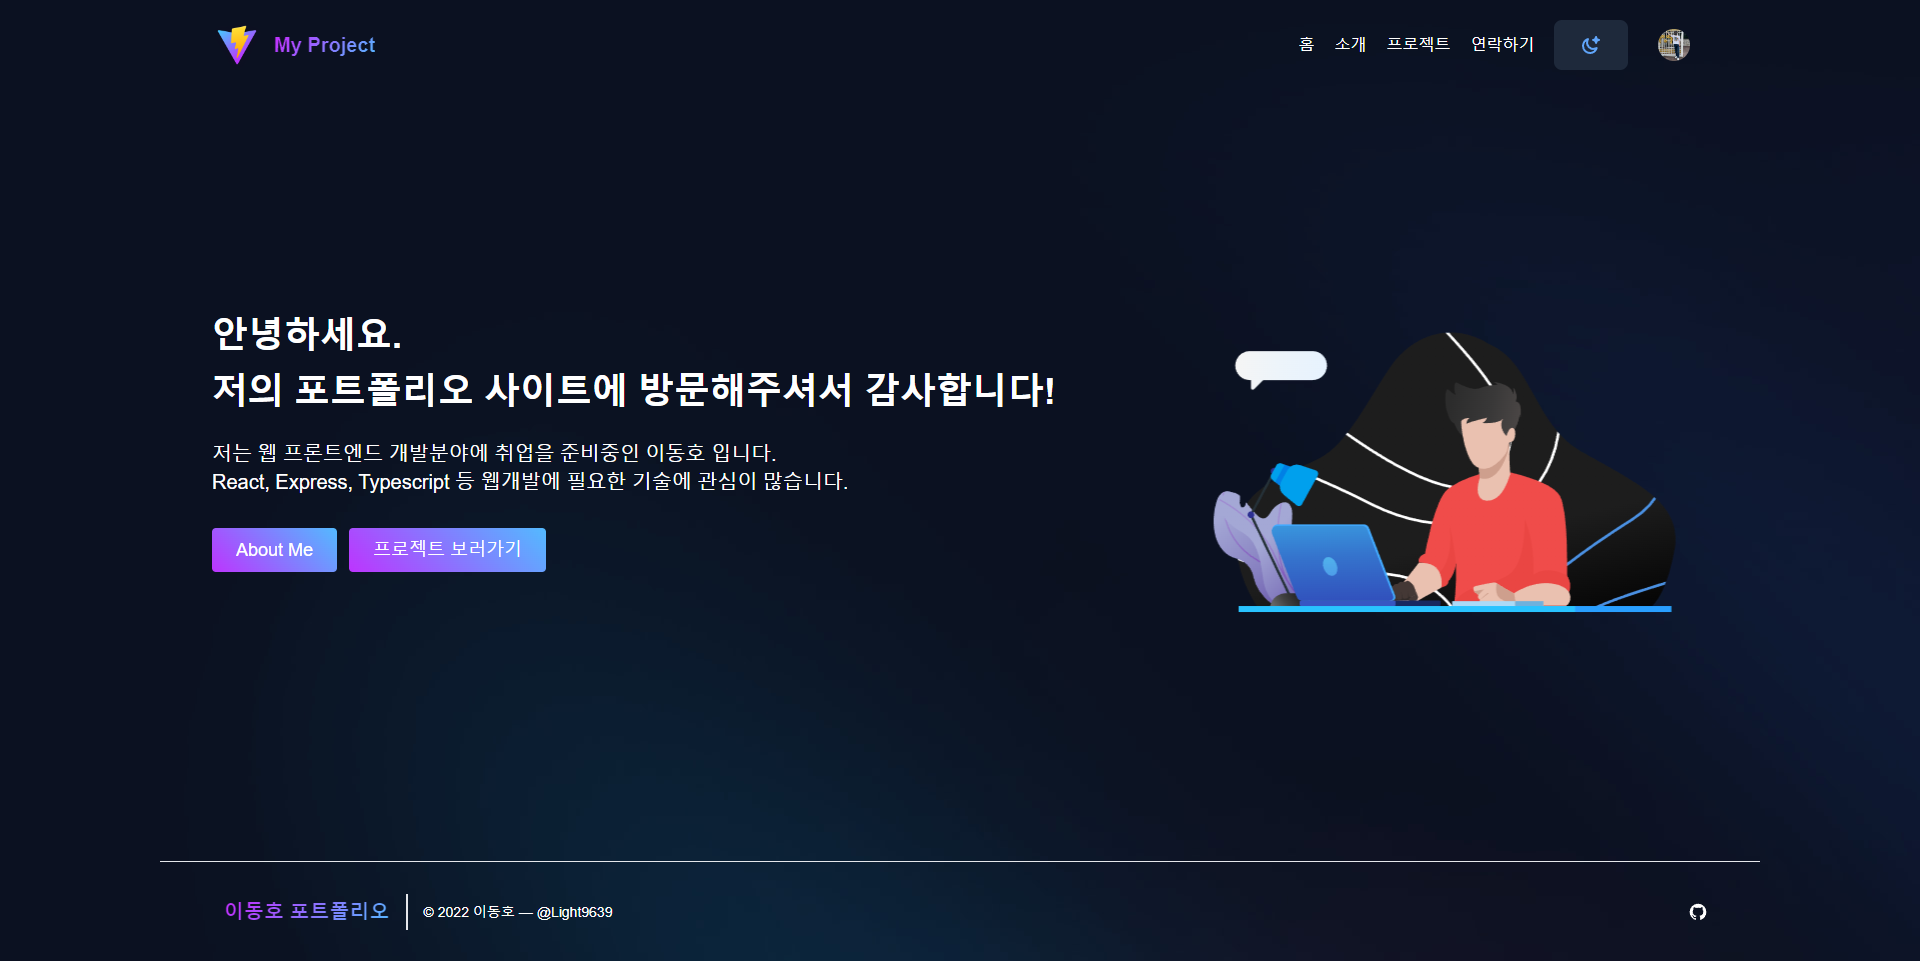 My Project
홈 소개 프로젝트 연락하기
안녕하세요.
저의 포트폴리오 사이트에 방문해주셔서 감사합니다!
저는 웹 프론트엔드 개발분야에 취업을 준비중인 이동호 입니다.
React, Express, Typescript 등 웹개발에 필요한 기술에 관심이 많습니다.
About Me 프로젝트 보러가기
이동호 포트폴리오
© 2022 이동호 — @Light9639